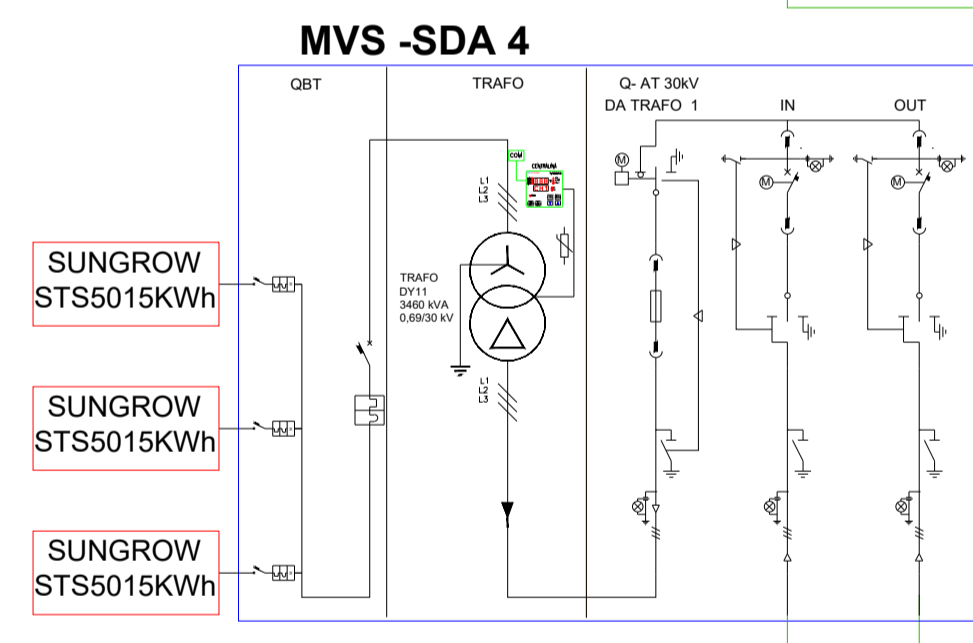 MVS -SDA 4
QBT
TRAFO
Q- AT 30kV
DA TRAFO 1
IN
OUT
COM
CENTRALINA
M
M
M
L1
L2
L3
SUNGROW
STS5015KWh
TRAFO
DY11
3460 kVA
0,69/30 kV
L1
L2
L3
SUNGROW
STS5015KWh
SUNGROW
STS5015KWh